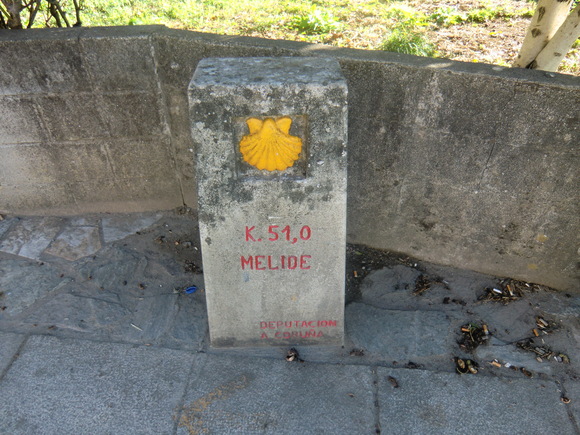 K. 51,0
MELIDE
DEPUTACION
A CORUÑA